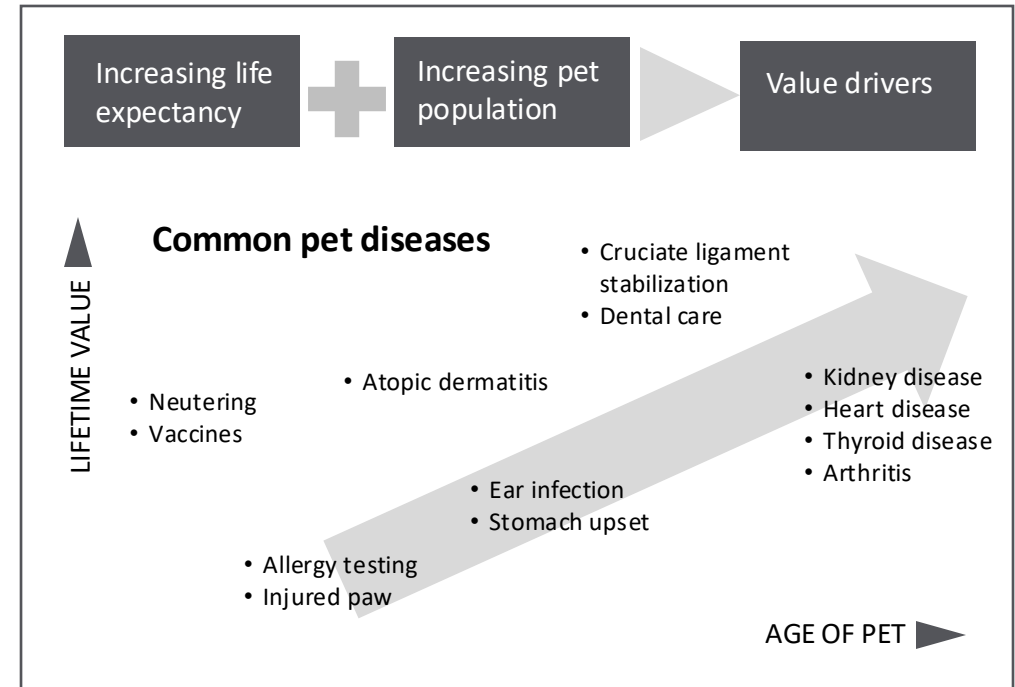 Increasing life
expectancy
Increasing pet
population
Value drivers
Common pet diseases
• Cruciate ligament
stabilization
• Dental care
• Atopic dermatitis
• Neutering
• Vaccines
• Kidney disease
• Heart disease
• Thyroid disease
• Arthritis
• Ear infection
• Stomach upset
• Allergy testing
• Injured paw
LIFETIME VALUE
AGE OF PET